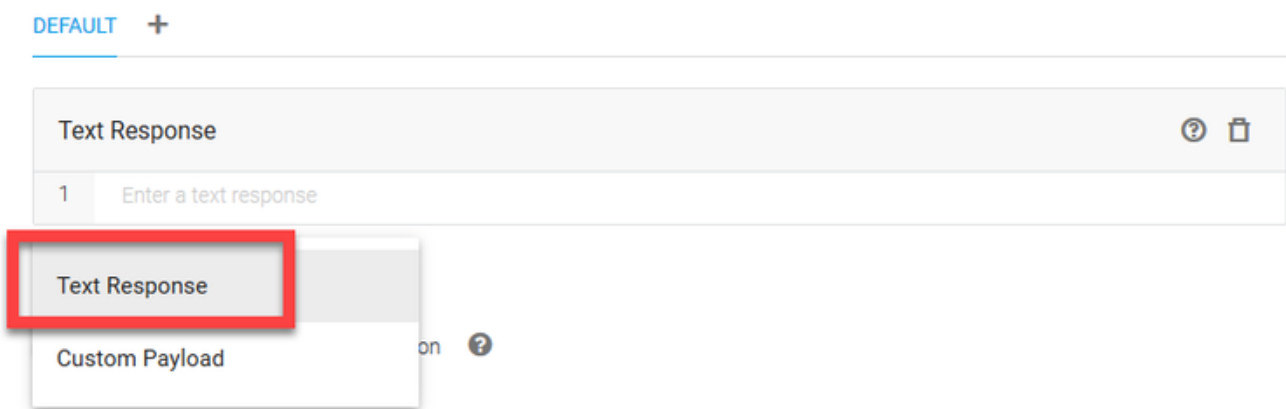 DEFAULT +
Text Response
1 Enter a text response
Text Response
on
Custom Payload